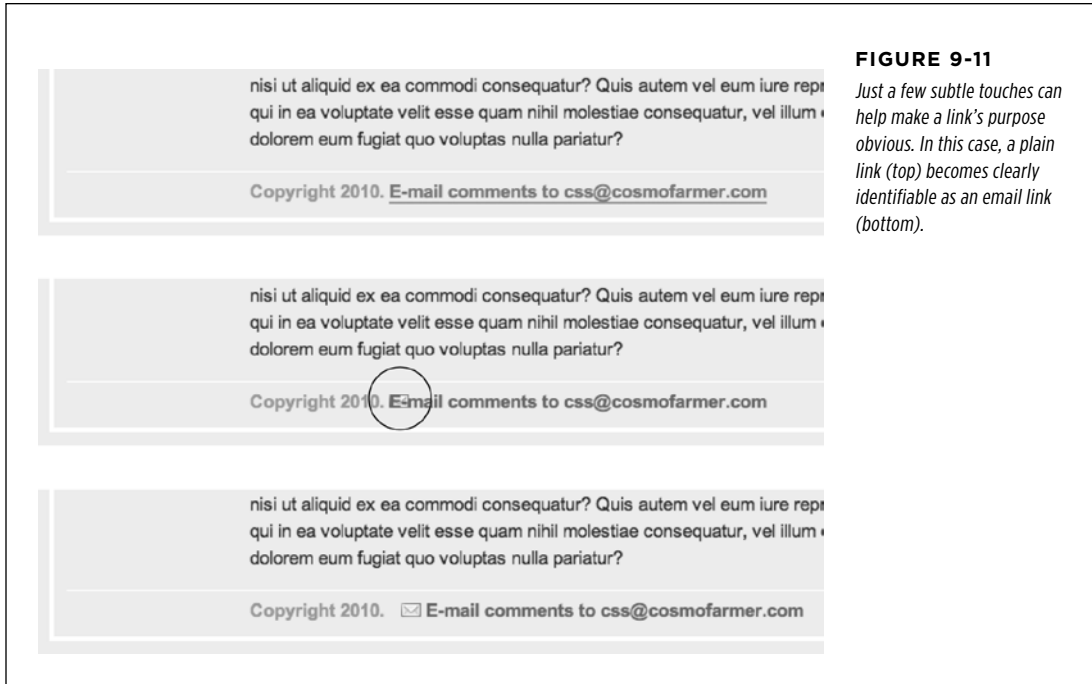 nisi ut aliquid ex ea commodi consequatur? Quis autem vel eum iure repr
qui in ea voluptate velit esse quam nihil molestiae consequatur, vel illum
dolorem eum fugiat quo voluptas nulla pariatur?
Copyright 2010. E-mail comments to css@cosmofarmer.com
nisi ut aliquid ex ea commodi consequatur? Quis autem vel eum iure repr
qui in ea voluptate velit esse quam nihil molestiae consequatur, vel illum
dolorem eum fugiat quo voluptas nulla pariatur?
Copyright 2010. E-mail comments to css@cosmofarmer.com
nisi ut aliquid ex ea commodi consequatur? Quis autem vel eum iure repr
qui in ea voluptate velit esse quam nihil molestiae consequatur, vel illum
dolorem eum fugiat quo voluptas nulla pariatur?
Copyright 2010. E-mail comments to css@cosmofarmer.com
FIGURE 9-11
Just a few subtle touches can
help make a link's purpose
obvious. In this case, a plain
link (top) becomes clearly
identifiable as an email link
(bottom).